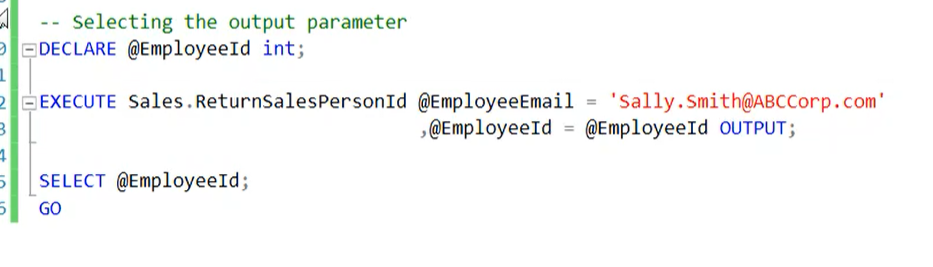 -- Selecting the output parameter
DECLARE @EmployeeId int;
EXECUTE Sales.ReturnSalesPersonId @EmployeeEmail = 'Sally.Smith@ABCCorp.com'
,@EmployeeId = @EmployeeId OUTPUT;
SELECT @EmployeeId;
GO